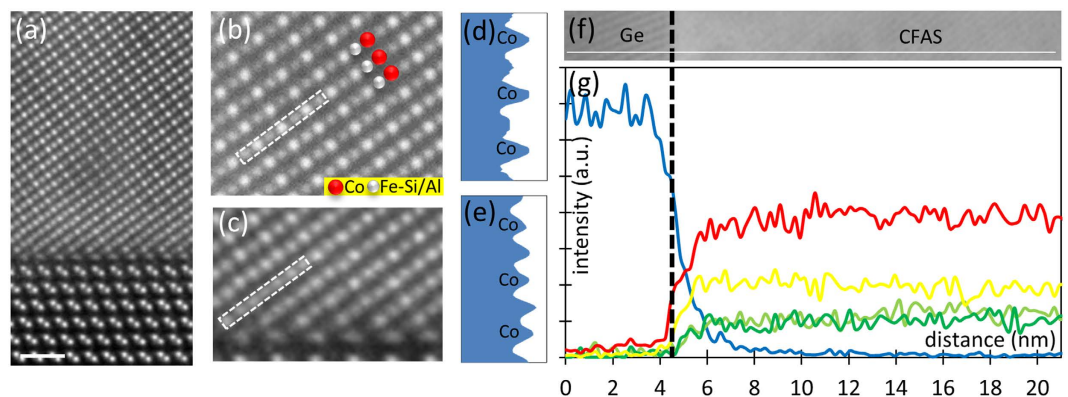 (a)
(b)
Co Fe-Si/Al
(c)
(d)
Co
Co
Co
(e)
Co
Co
Co
(f) Ge CFAS
(g)
intensity (a.u.)
distance (nm)
0 2 4 6 8 10 12 14 16 18 20